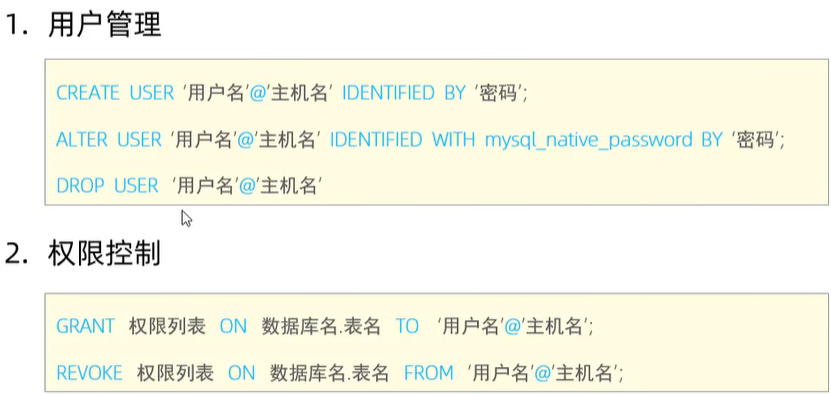 1. 用户管理
CREATE USER ‘用户名’@’主机名’ IDENTIFIED BY ‘密码’;
ALTER USER ‘用户名’@’主机名’ IDENTIFIED WITH mysql_native_password BY ‘密码’;
DROP USER ‘用户名’@’主机名’
2. 权限控制
GRANT 权限列表 ON 数据库名.表名 TO ‘用户名’@’主机名’;
REVOKE 权限列表 ON 数据库名.表名 FROM ‘用户名’@’主机名’;